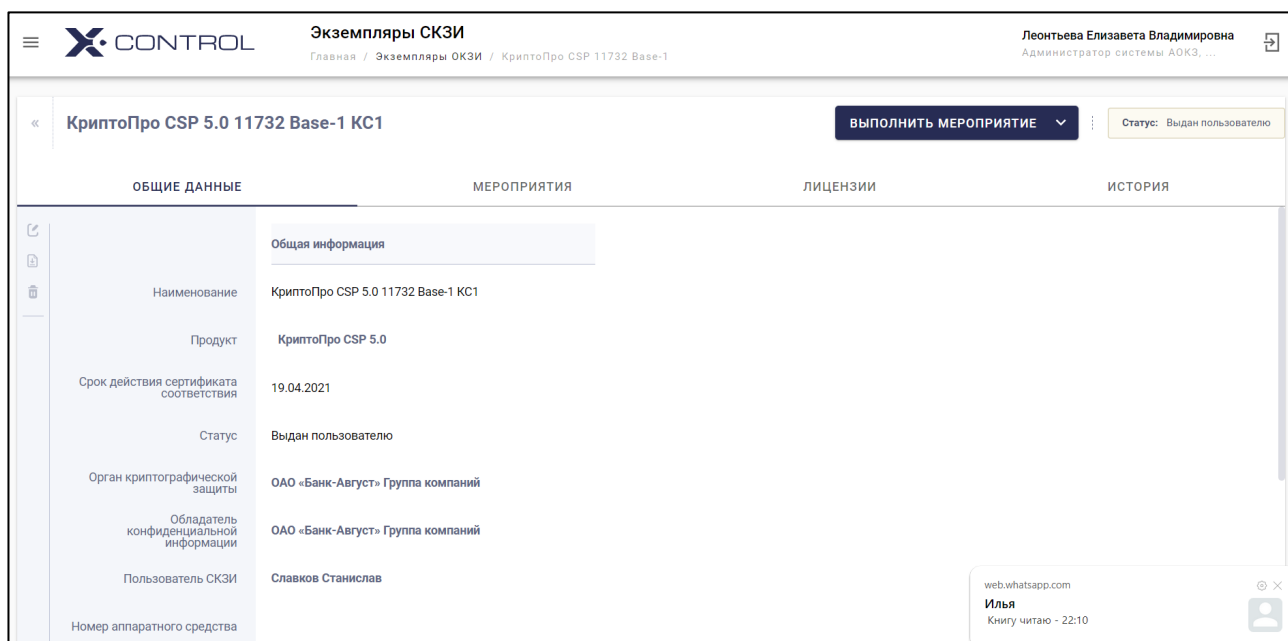 X CONTROL
Экземпляры СКЗИ
Главная / Экземпляры ОКЗИ / КриптоПро CSP 11732 Base-1
Леонтьева Елизавета Владимировна
Администратор системы АОКЗ, ...
« КриптоПро CSP 5.0 11732 Base-1 КС1
ВЫПОЛНИТЬ МЕРОПРИЯТИЕ
Статус: Выдан пользователю
ОБЩИЕ ДАННЫЕ МЕРОПРИЯТИЯ ЛИЦЕНЗИИ ИСТОРИЯ
Общая информация
Наименование КриптоПро CSP 5.0 11732 Base-1 КС1
Продукт КриптоПро CSP 5.0
Срок действия сертификата
соответствия
19.04.2021
Статус Выдан пользователю
Орган криптографической
защиты
ОАО «Банк-Август» Группа компаний
Обладатель
конфиденциальной
информации
ОАО «Банк-Август» Группа компаний
Пользователь СКЗИ Славков Станислав
Номер аппаратного средства
web.whatsapp.com
Илья
Книгу читаю - 22:10